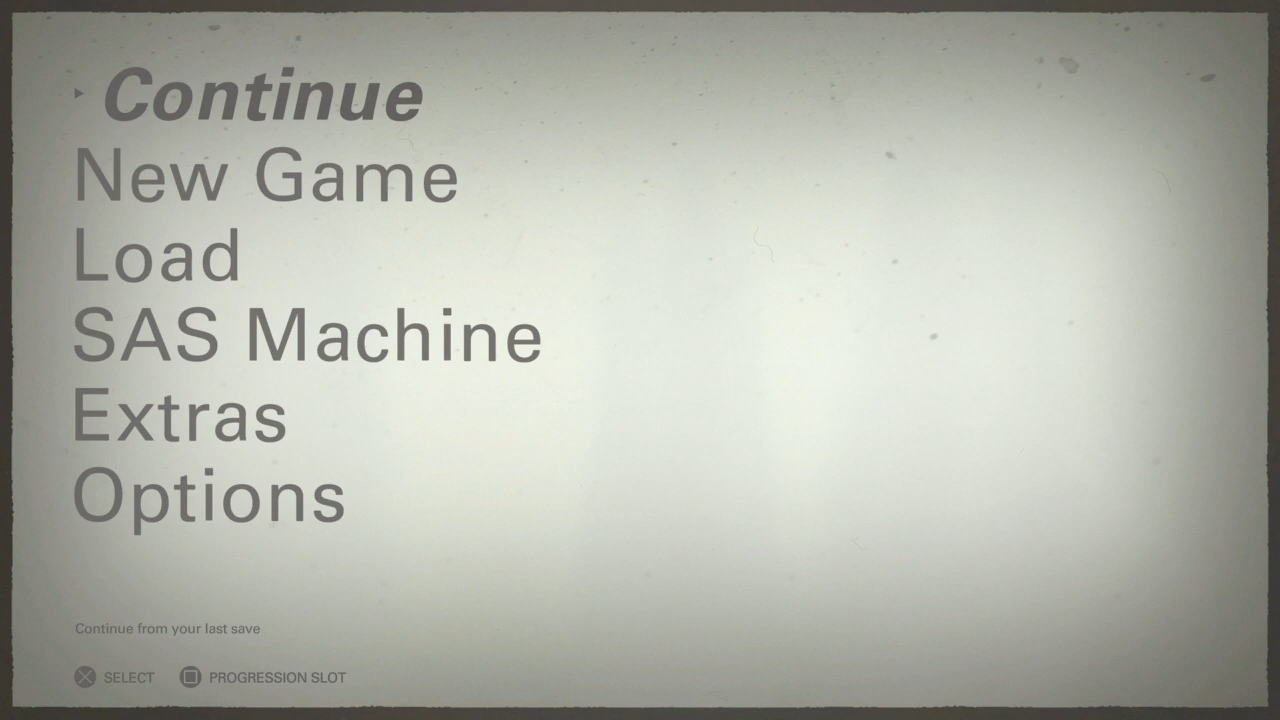 Continue
New Game
Load
SAS Machine
Extras
Options
Continue from your last save
SELECT PROGRESSION SLOT